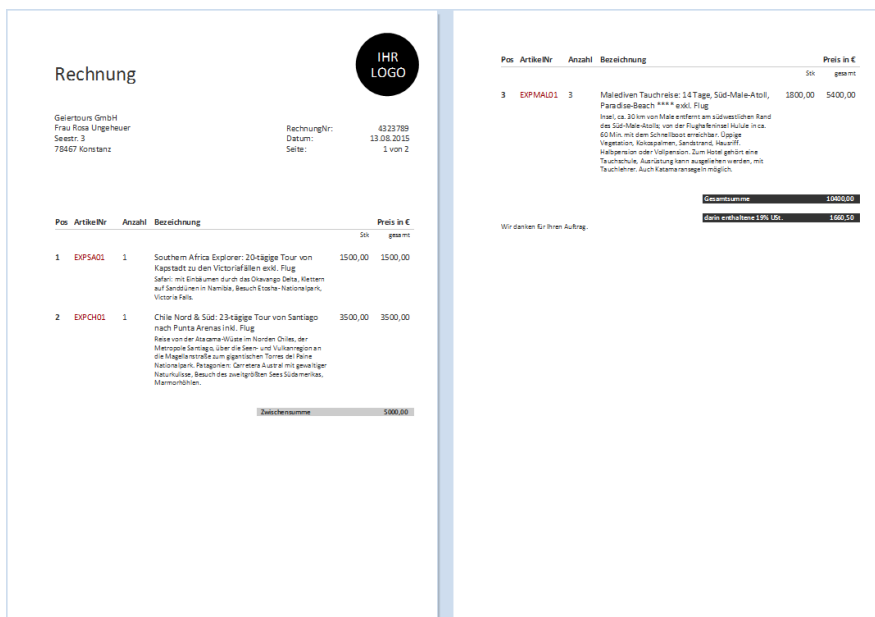 IHR
LOGO
Rechnung
Geiertours GmbH
Frau Rosa Ungeheuer
Seestr. 3
78467 Konstanz
RechnungNr: 4323789
Datum: 13.08.2015
Seite: 1 von 2
Pos ArtikelNr Anzahl Bezeichnung Preis in €
Stk gesamt
1 EXPSA01 1 Southern Africa Explorer: 20-tägige Tour von 1500,00 1500,00
Kapstadt zu den Victoriafällen exkl. Flug
Safari: mit Einbäumen durch das Okavango Delta, Klettern
auf Sanddünen in Namibia, Besuch Etosha-Nationalpark,
Victoria Falls.
2 EXPCH01 1 Chile Nord & Süd: 23-tägige Tour von Santiago 3500,00 3500,00
nach Punta Arenas inkl. Flug
Reise von der Atacama-Wüste im Norden Chiles, der
Metropole Santiago, über die Seen- und Vulkanregion an
die Magellanstraße zum gigantischen Torres del Paine
Nationalpark. Patagonien: Carretera Austral mit gewaltiger
Naturkulisse, Besuch des zweitgrößten Sees Südamerikas,
Marmorhöhlen.
Zwischensumme 5000,00
Pos ArtikelNr Anzahl Bezeichnung Preis in €
Stk gesamt
3 EXPMAL01 3 Malediven Tauchreise: 14 Tage, Süd-Male-Atoll, 1800,00 5400,00
Paradise-Beach **** exkl. Flug
Insel, ca. 30 km von Male entfernt am südwestlichen Rand
des Süd-Male-Atolls; von der Flughafeninsel Hulule in ca.
60 Min. mit dem Schnellboot erreichbar. Üppige
Vegetation, Kokospalmen, Sandstrand, Hausriff.
Halbpension oder Vollpension. Zum Hotel gehört eine
Tauchschule, Ausrüstung kann ausgeliehen werden, mit
Tauchlehrer. Auch Katamaransegeln möglich.
Gesamtsumme 10400,00
darin enthaltene 19% USt. 1660,50
Wir danken für Ihren Auftrag.